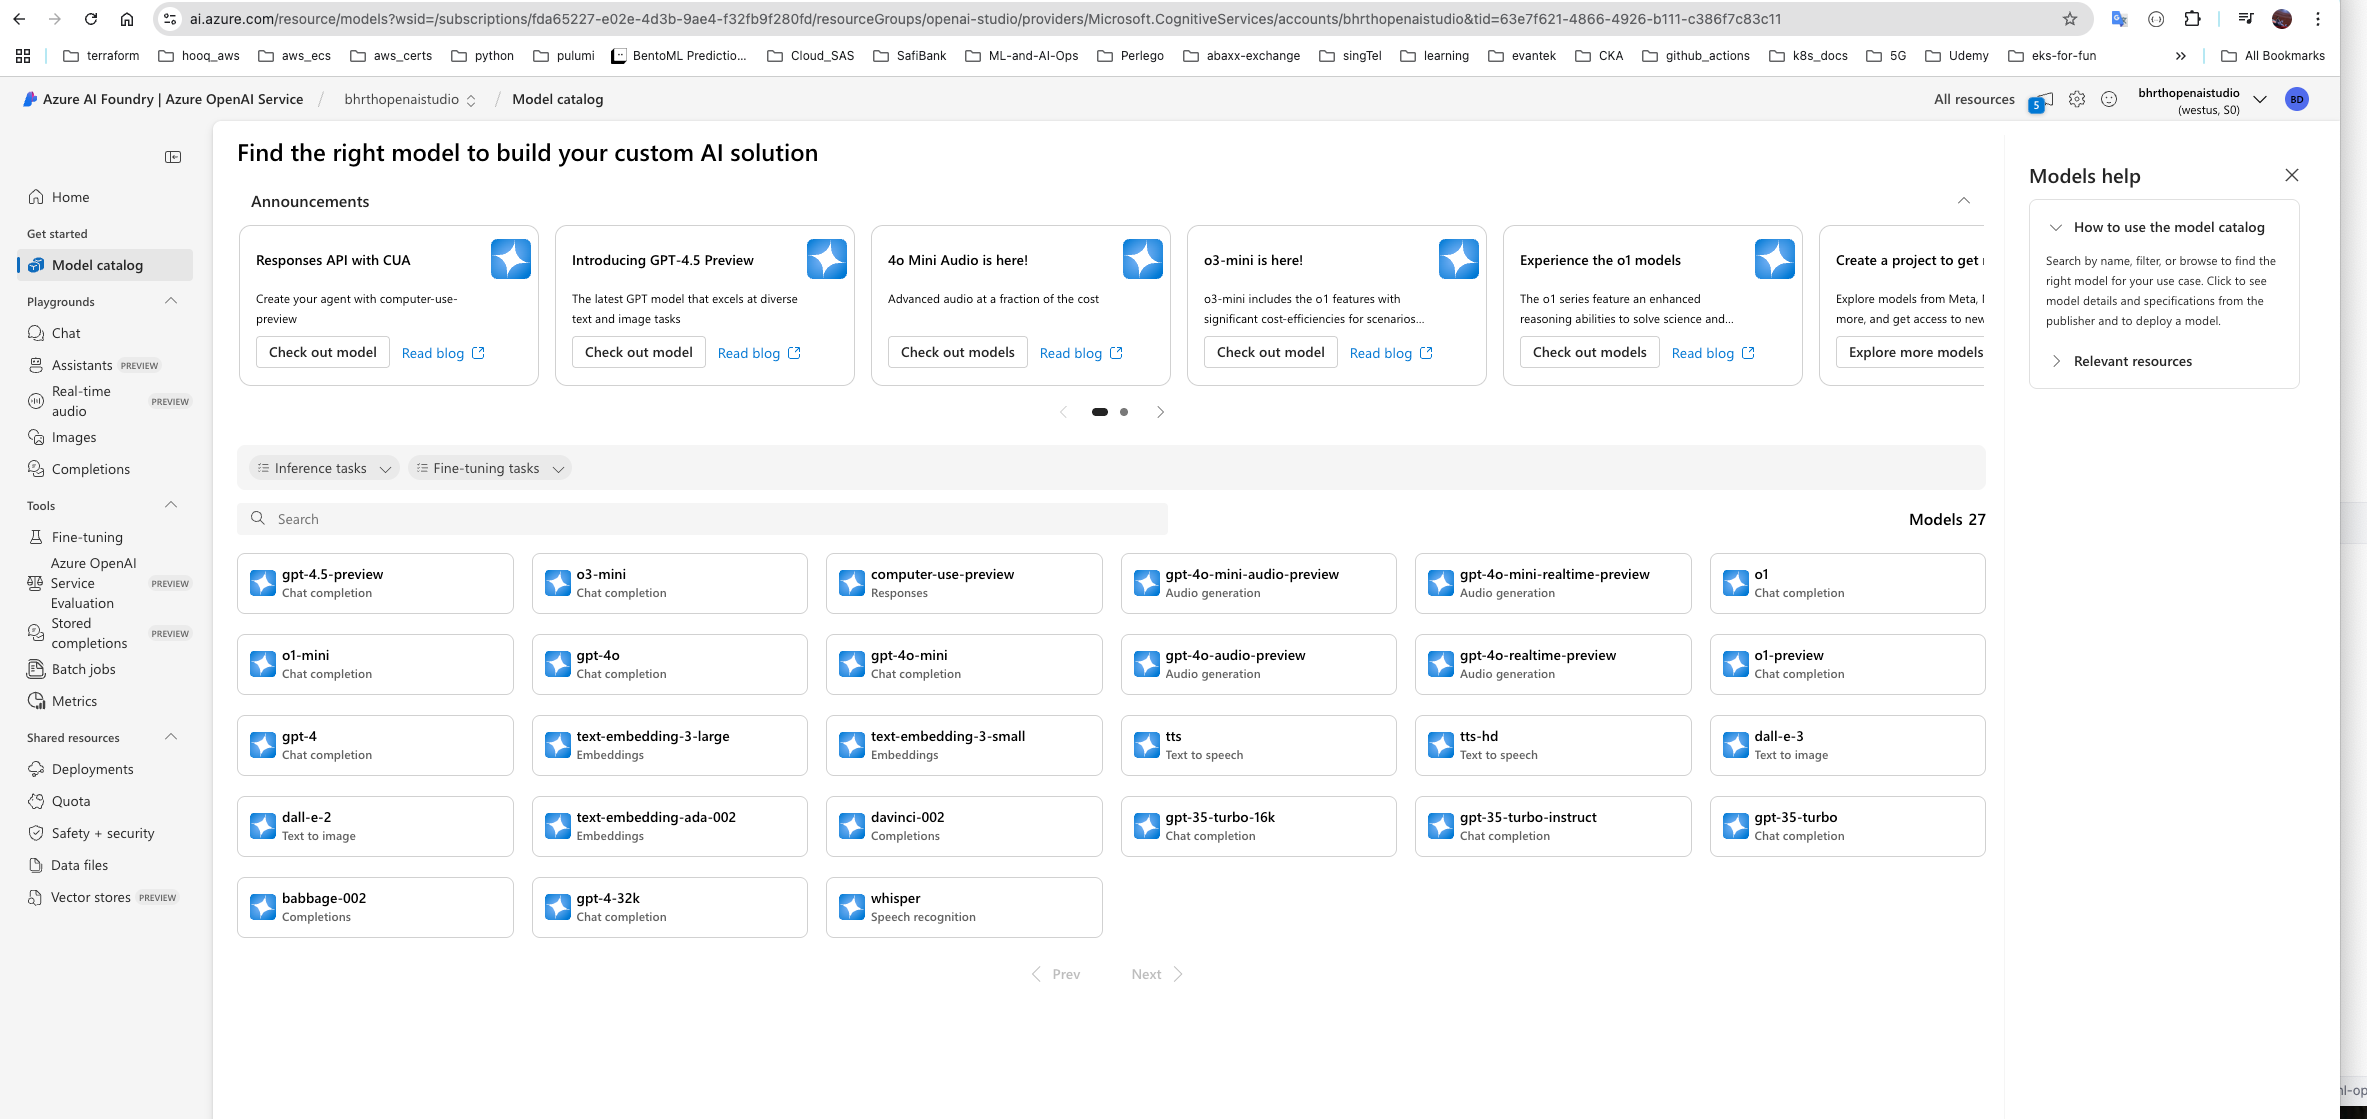 ai.azure.com/resource/models?wsid=/subscriptions/fda65227-e02e-4d3b-9ae4-f32fb9f280fd/resourceGroups/openai-studio/providers/Microsoft.CognitiveServices/accounts/bhrthopenaistudio&tid=63e7f621-4866-4926-b111-c386f7c83c11
terraform hooq_aws aws_ecs aws_certs python pulumi BentoML Predictio... Cloud_SAS SafiBank ML-and-AI-Ops Perlego abaxx-exchange singTel learning evantek CKA github_actions k8s_docs 5G Udemy eks-for-fun » All Bookmarks
Azure AI Foundry | Azure OpenAI Service / bhrthopenaistudio / Model catalog
All resources
5
bhrthopenaistudio
(westus, S0)
BD
Home
Get started
Model catalog
Playgrounds
Chat
Assistants PREVIEW
Real-time
audio
PREVIEW
Images
Completions
Tools
Fine-tuning
Azure OpenAI
Service
Evaluation
PREVIEW
Stored
completions
PREVIEW
Batch jobs
Metrics
Shared resources
Deployments
Quota
Safety + security
Data files
Vector stores PREVIEW
Find the right model to build your custom AI solution
Announcements
Responses API with CUA
Create your agent with computer-use-
preview
Check out model Read blog
Introducing GPT-4.5 Preview
The latest GPT model that excels at diverse
text and image tasks
Check out model Read blog
4o Mini Audio is here!
Advanced audio at a fraction of the cost
Check out models Read blog
o3-mini is here!
o3-mini includes the o1 features with
significant cost-efficiencies for scenarios...
Check out model Read blog
Experience the o1 models
The o1 series feature an enhanced
reasoning abilities to solve science and...
Check out models Read blog
Create a project to get
Explore models from Meta,
more, and get access to new
Explore more models
Inference tasks Fine-tuning tasks
Search
Models 27
gpt-4.5-preview
Chat completion
o3-mini
Chat completion
computer-use-preview
Responses
gpt-4o-mini-audio-preview
Audio generation
gpt-4o-mini-realtime-preview
Audio generation
o1
Chat completion
o1-mini
Chat completion
gpt-4o
Chat completion
gpt-4o-mini
Chat completion
gpt-4o-audio-preview
Audio generation
gpt-4o-realtime-preview
Audio generation
o1-preview
Chat completion
gpt-4
Chat completion
text-embedding-3-large
Embeddings
text-embedding-3-small
Embeddings
tts
Text to speech
tts-hd
Text to speech
dall-e-3
Text to image
dall-e-2
Text to image
text-embedding-ada-002
Embeddings
davinci-002
Completions
gpt-35-turbo-16k
Chat completion
gpt-35-turbo-instruct
Chat completion
gpt-35-turbo
Chat completion
babbage-002
Completions
gpt-4-32k
Chat completion
whisper
Speech recognition
Prev Next
Models help
How to use the model catalog
Search by name, filter, or browse to find the
right model for your use case. Click to see
model details and specifications from the
publisher and to deploy a model.
Relevant resources